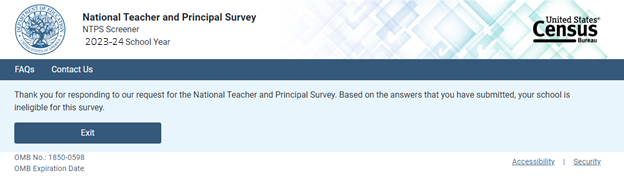 National Teacher and Principal Survey
NTPS Screener
2023-24 School Year
United States®
Census
Bureau
FAQs Contact Us
Thank you for responding to our request for the National Teacher and Principal Survey. Based on the answers that you have submitted, your school is
ineligible for this survey.
Exit
OMB No.: 1850-0598
OMB Expiration Date:
Accessibility | Security